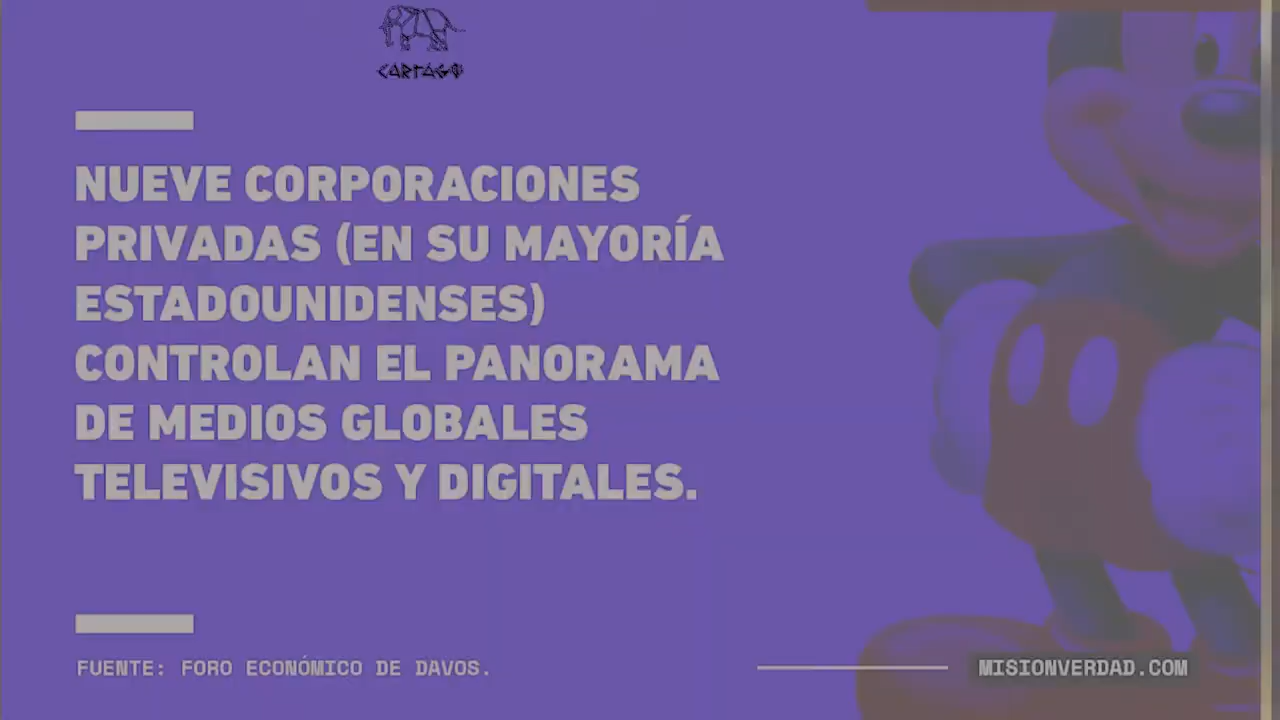 CARTAGO
NUEVE CORPORACIONES
PRIVADAS (EN SU MAYORÍA
ESTADOUNIDENSES)
CONTROLAN EL PANORAMA
DE MEDIOS GLOBALES
TELEVISIVOS Y DIGITALES.
FUENTE: FORO ECONÓMICO DE DAVOS.
MISIONVERDAD.COM